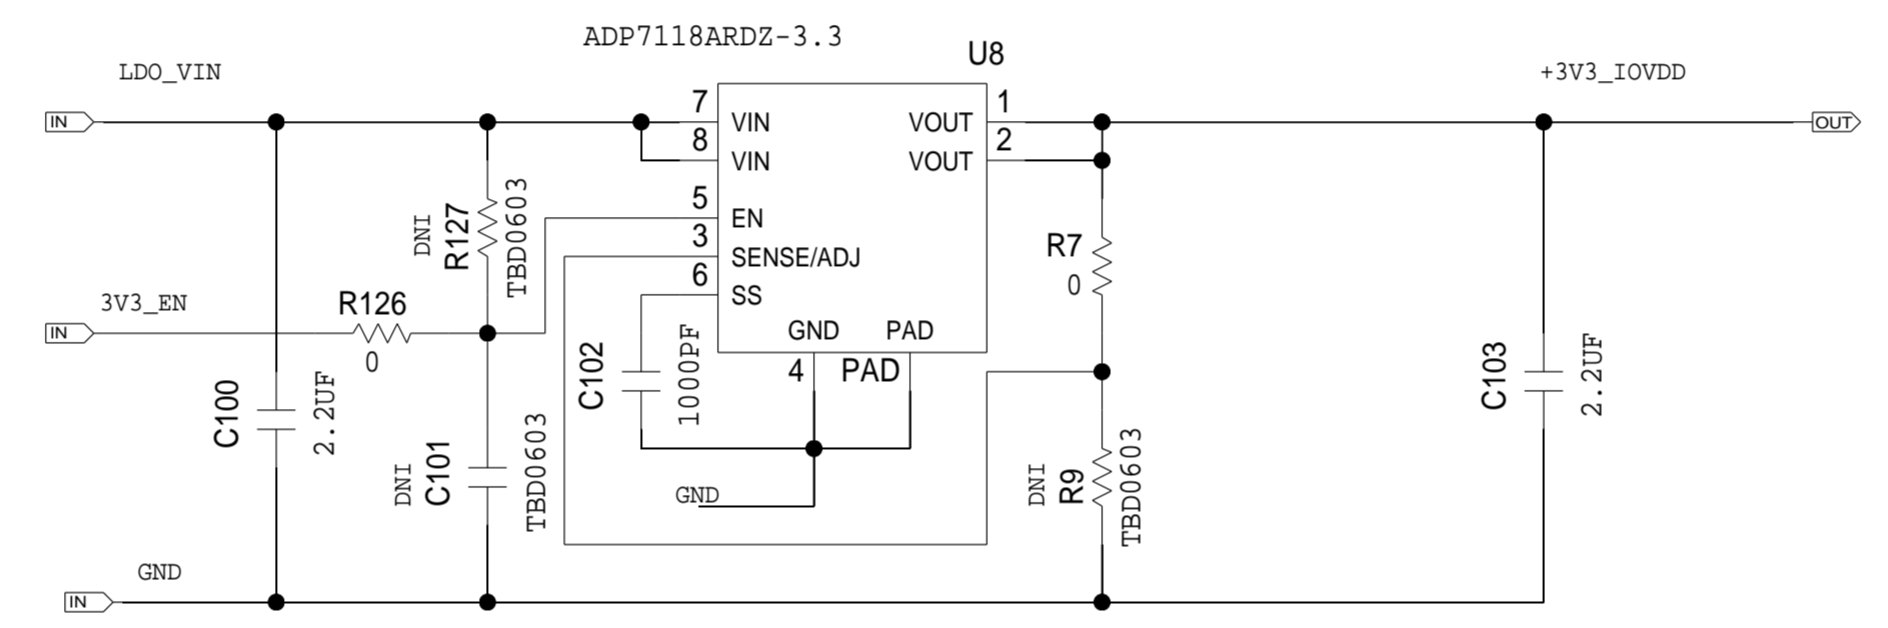 ADP7118ARDZ-3.3
U8
LDO_VIN
+3V3_IOVDD
IN
7
VIN
VOUT
1
OUT
8
VIN
VOUT
2
5
EN
3
SENSE/ADJ
6
SS
GND
PAD
4
PAD
DNI
R127
TBD0603
R7
0
3V3_EN
IN
R126
0
C102
1000PF
C103
2.2UF
C100
2.2UF
DNI
C101
TBD0603
GND
DNI
R9
TBD0603
GND
IN